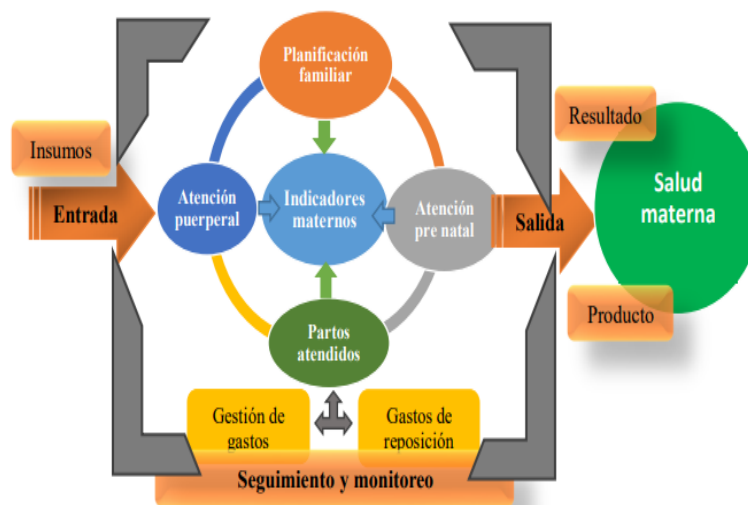 Planificación
familiar
Insumos
Entrada
Atención
puerperal
Indicadores
maternos
Atención
pre natal
Salida
Resultado
Salud
materna
Producto
Partos
atendidos
Gestión de
gastos
Gastos de
reposición
Seguimiento y monitoreo